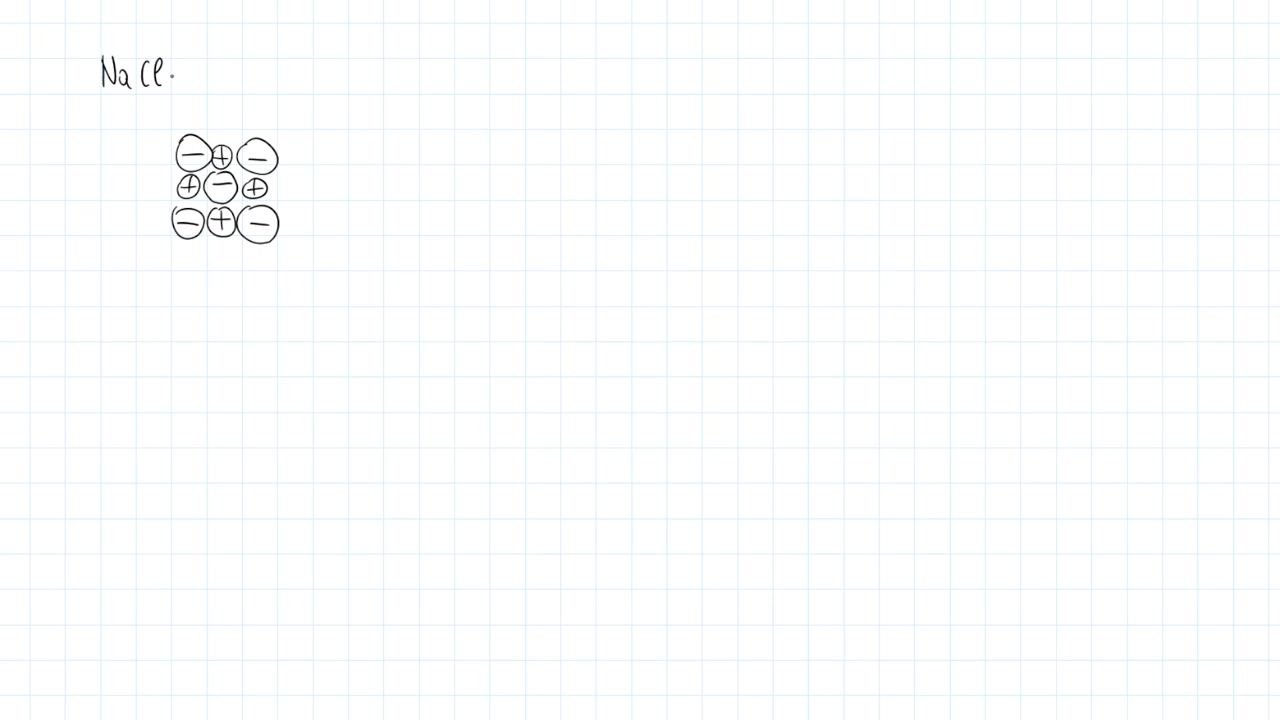 NaCl
− + −
+ − +
− + −